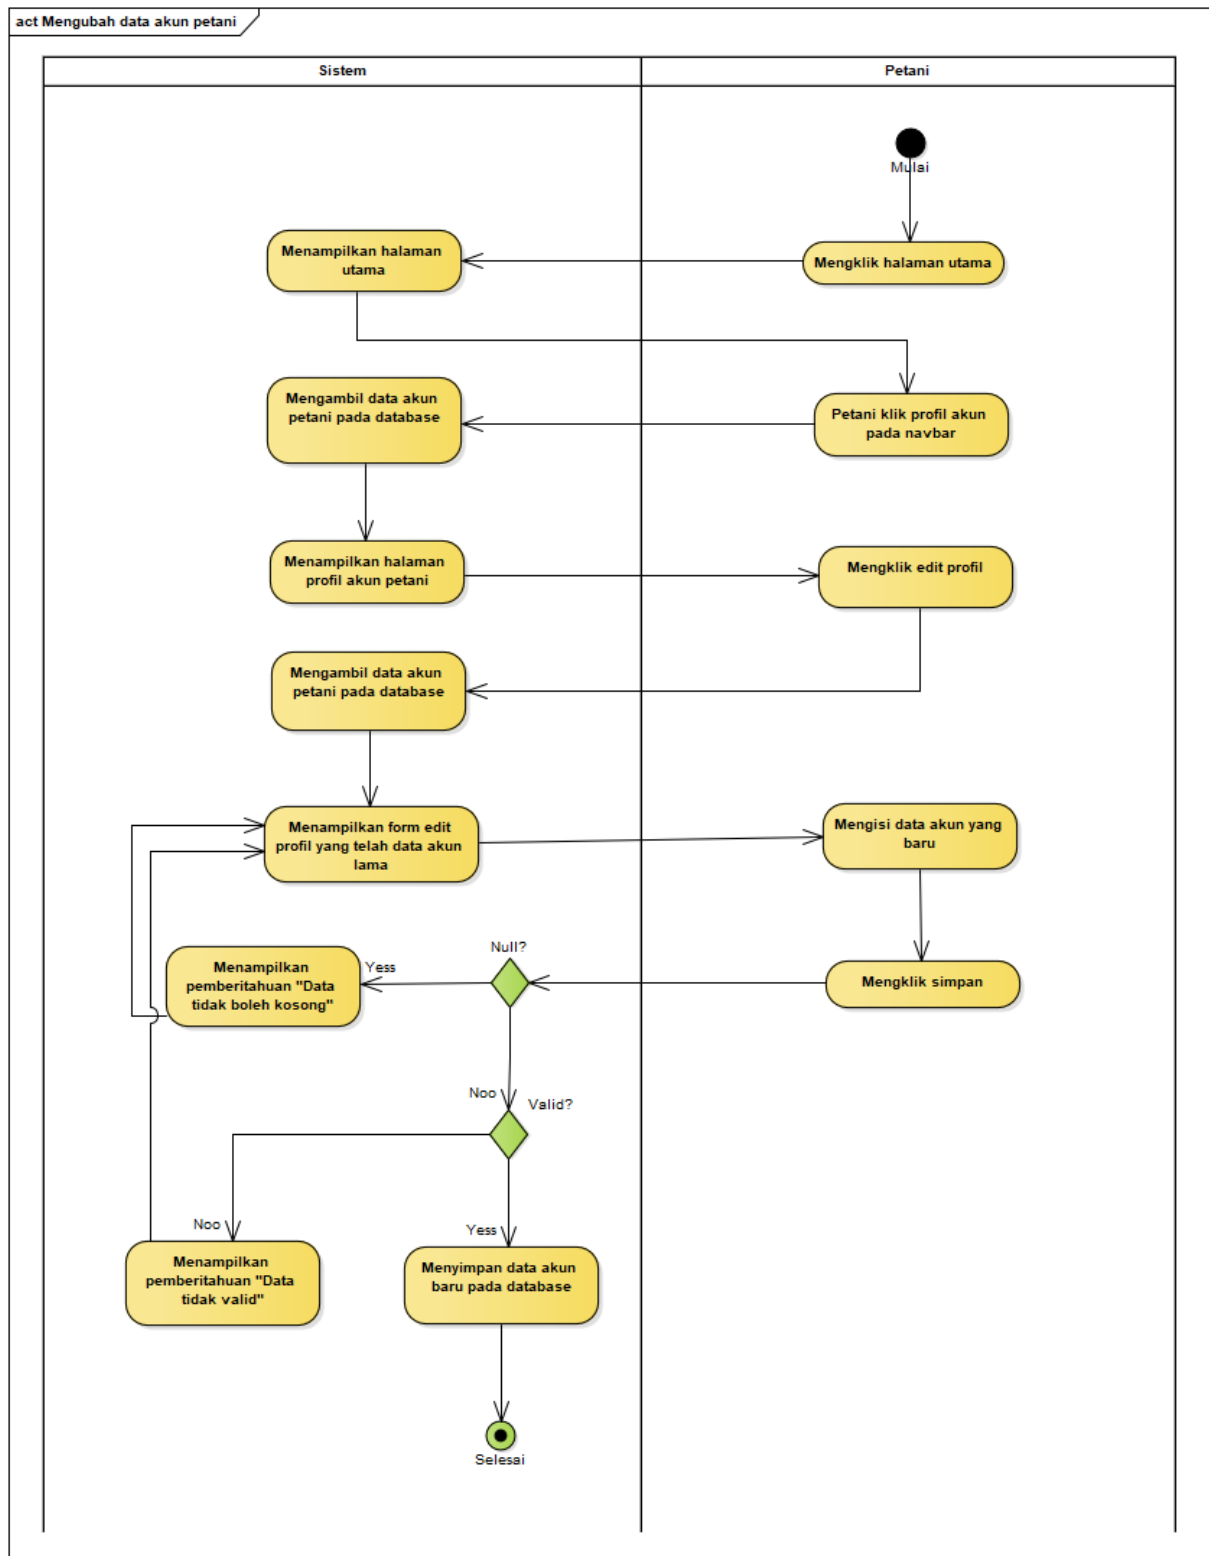 act Mengubah data akun petani
Sistem
Petani
Mulai
Menampilkan halaman
utama
Mengklik halaman utama
Mengambil data akun
petani pada database
Petani klik profil akun
pada navbar
Menampilkan halaman
profil akun petani
Mengklik edit profil
Mengambil data akun
petani pada database
Menampilkan form edit
profil yang telah data akun
lama
Mengisi data akun yang
baru
Null?
Yess
Menampilkan
pemberitahuan "Data
tidak boleh kosong"
Mengklik simpan
Noo
Valid?
Noo
Yess
Menampilkan
pemberitahuan "Data
tidak valid"
Menyimpan data akun
baru pada database
Selesai